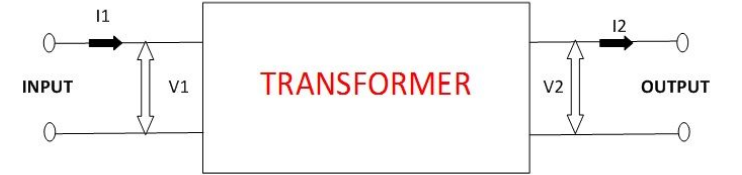 I1
I2
INPUT
V1
TRANSFORMER
V2
OUTPUT